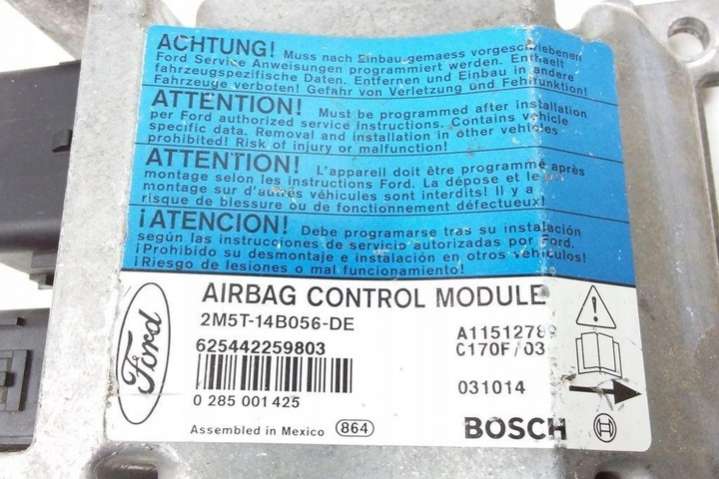 ACHTUNG! Muss nach Einbau gemaess vorgeschriebenen
Ford Service Anweisungen programmiert werden. Enthaelt
fahrzeugspezifische Daten. Entfernen und Einbau in andere
Fahrzeuge verboten! Gefahr von Verletzung und Fehlfunktion!
ATTENTION! Must be programmed after installation
per Ford authorized service instructions. Contains vehicle
specific data. Removal and installation in other vehicles
prohibited! Risk of injury or malfunction!
ATTENTION! L'appareil doit être programmé après
montage selon les instructions Ford. La dépose et le
montage sur d'autres véhicules sont interdits! Il y a
risque de blessure ou de fonctionnement défectueux!
¡ATENCION! Debe programarse tras su instalación
según las instrucciones de servicio autorizadas por Ford.
¡Prohibido su desmontaje e instalación en otros vehículos!
¡Riesgo de lesiones o mal funcionamiento!
AIRBAG CONTROL MODULE
2M5T-14B056-DE A11512789
625442259803 C170F/03
Ford
0 285 001 425 031014
Assembled in Mexico 864 BOSCH